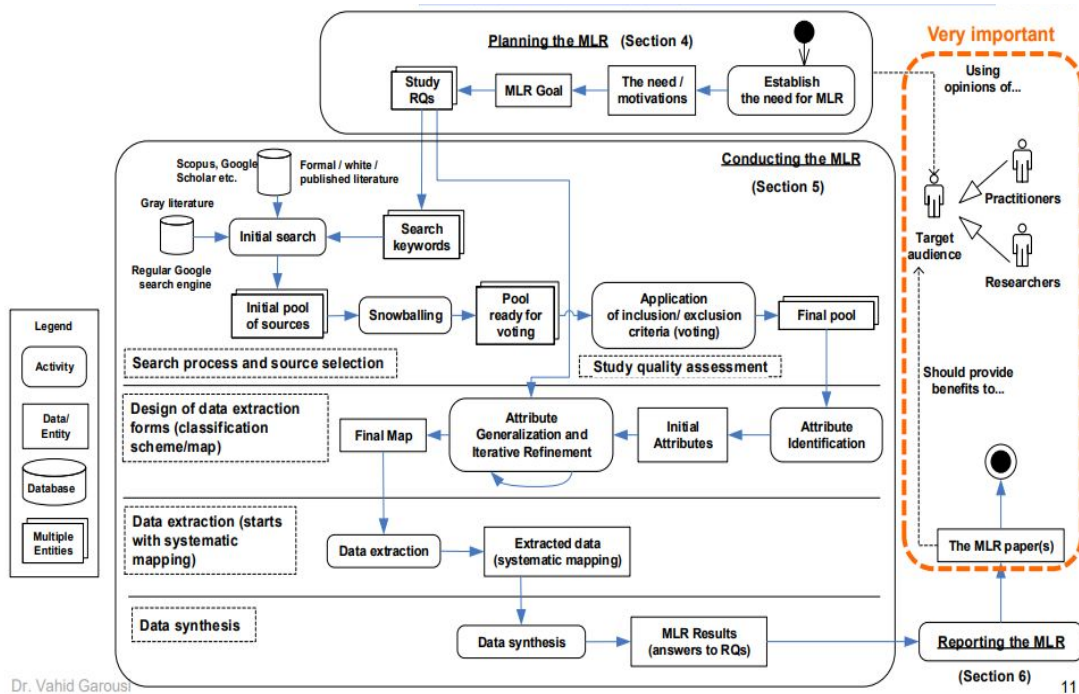 Planning the MLR (Section 4)
Establish
the need for MLR
The need /
motivations
MLR Goal
Study
RQs
Very important
Using
opinions of...
Practitioners
Target
audience
Researchers
Should provide
benefits to...
Conducting the MLR
(Section 5)
Scopus, Google
Scholar etc.
Formal / white /
published literature
Gray literature
Regular Google
search engine
Initial search
Search
keywords
Initial pool
of sources
Snowballing
Pool
ready for
voting
Application
of inclusion/ exclusion
criteria (voting)
Final pool
Search process and source selection
Study quality assessment
Design of data extraction
forms (classification
scheme/map)
Final Map
Attribute
Generalization and
Iterative Refinement
Initial
Attributes
Attribute
Identification
Data extraction (starts
with systematic
mapping)
Data extraction
Extracted data
(systematic mapping)
Data synthesis
Data synthesis
MLR Results
(answers to RQs)
The MLR paper(s)
Reporting the MLR
(Section 6)
Legend
Activity
Data/
Entity
Database
Multiple
Entities
Dr. Vahid Garousi
11